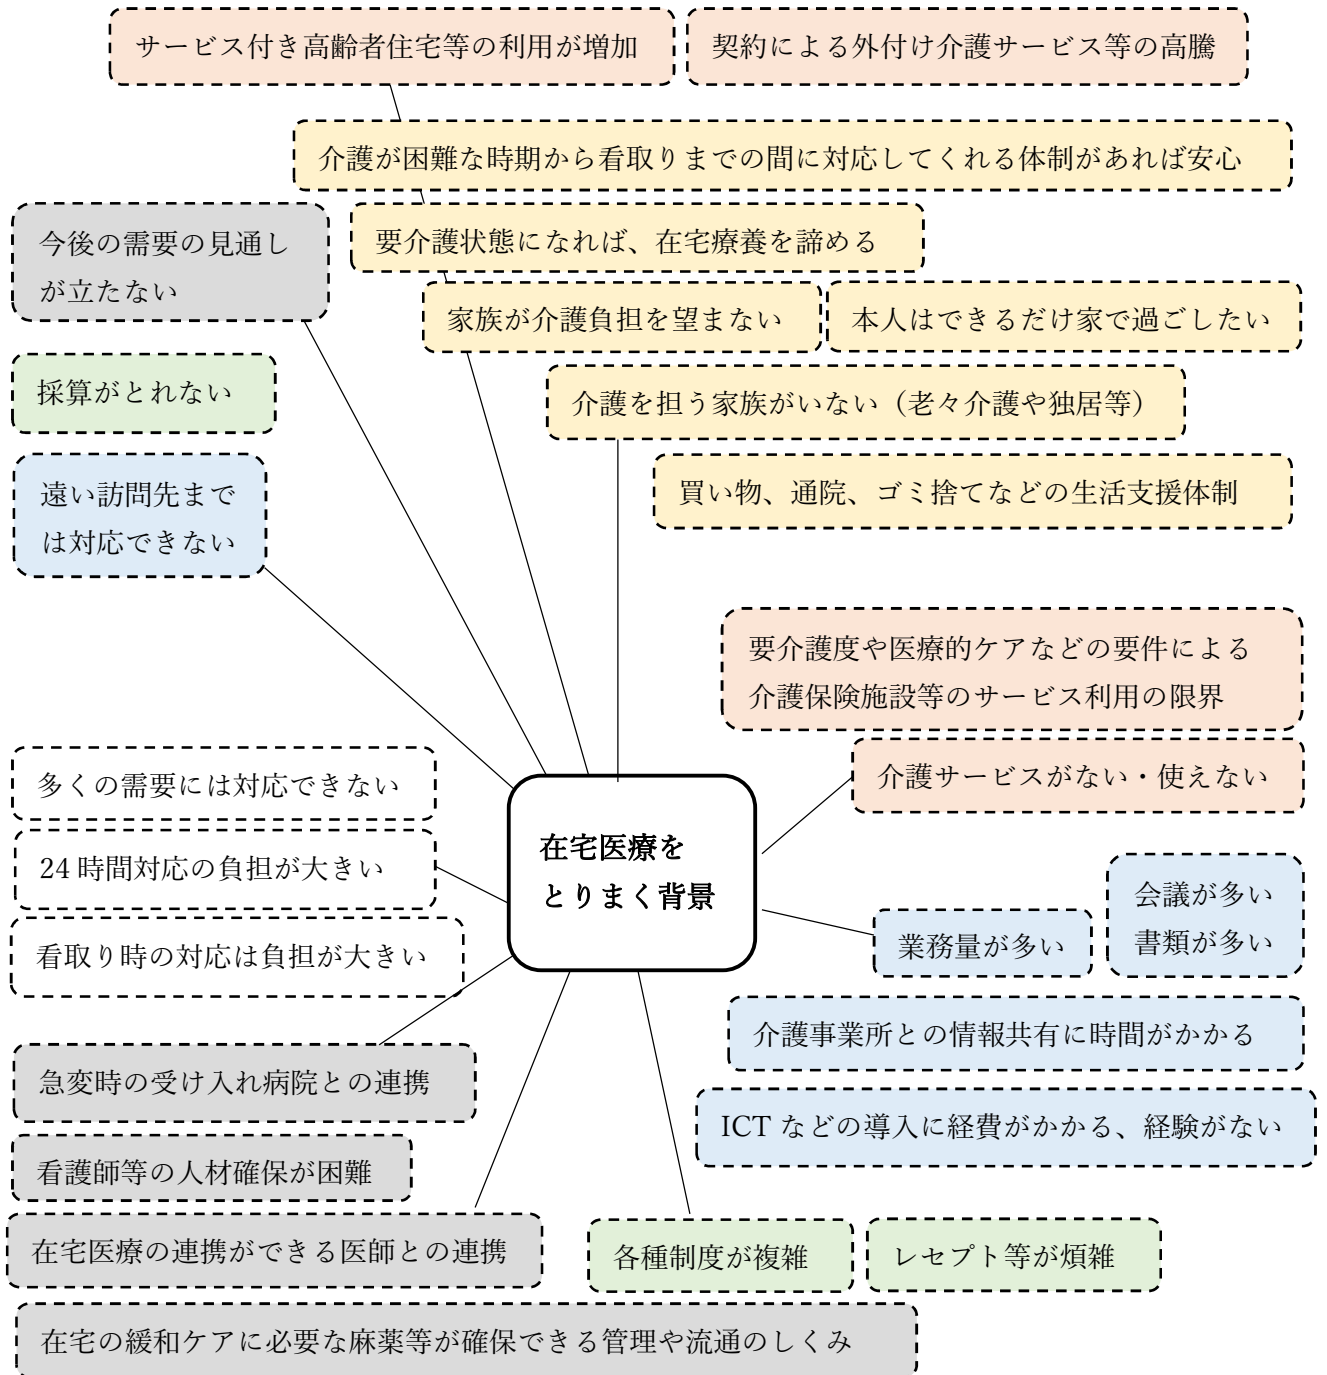 サービス付き高齢者住宅等の利用が増加
契約による外付け介護サービス等の高騰
介護が困難な時期から看取りまでの間に対応してくれる体制があれば安心
今後の需要の見通し
が立たない
要介護状態になれば、在宅療養を諦める
家族が介護負担を望まない
本人はできるだけ家で過ごしたい
採算がとれない
介護を担う家族がいない（老々介護や独居等）
遠い訪問先まで
は対応できない
買い物、通院、ゴミ捨てなどの生活支援体制
要介護度や医療的ケアなどの要件による
介護保険施設等のサービス利用の限界
多くの需要には対応できない
介護サービスがない・使えない
24 時間対応の負担が大きい
在宅医療を
とりまく背景
会議が多い
書類が多い
業務量が多い
看取り時の対応は負担が大きい
介護事業所との情報共有に時間がかかる
急変時の受け入れ病院との連携
ICT などの導入に経費がかかる、経験がない
看護師等の人材確保が困難
在宅医療の連携ができる医師との連携
各種制度が複雑
レセプト等が煩雑
在宅の緩和ケアに必要な麻薬等が確保できる管理や流通のしくみ